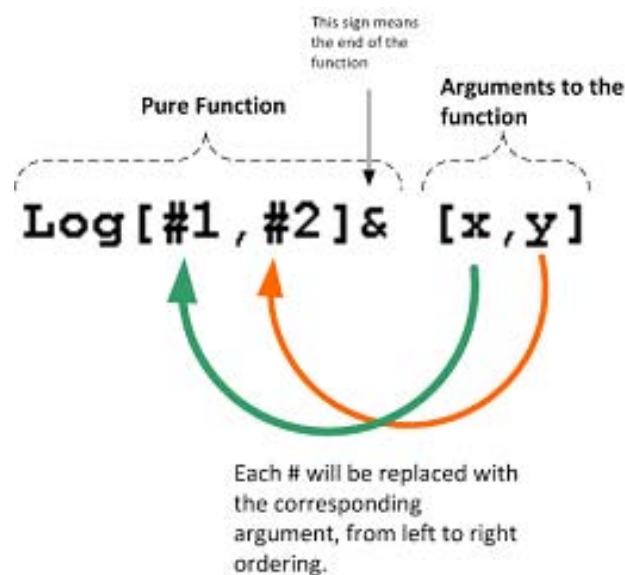 This sign means
the end of the
function
Pure Function
Arguments to the
function
Log[#1,#2]& [x,y]
Each # will be replaced with
the corresponding
argument, from left to right
ordering.